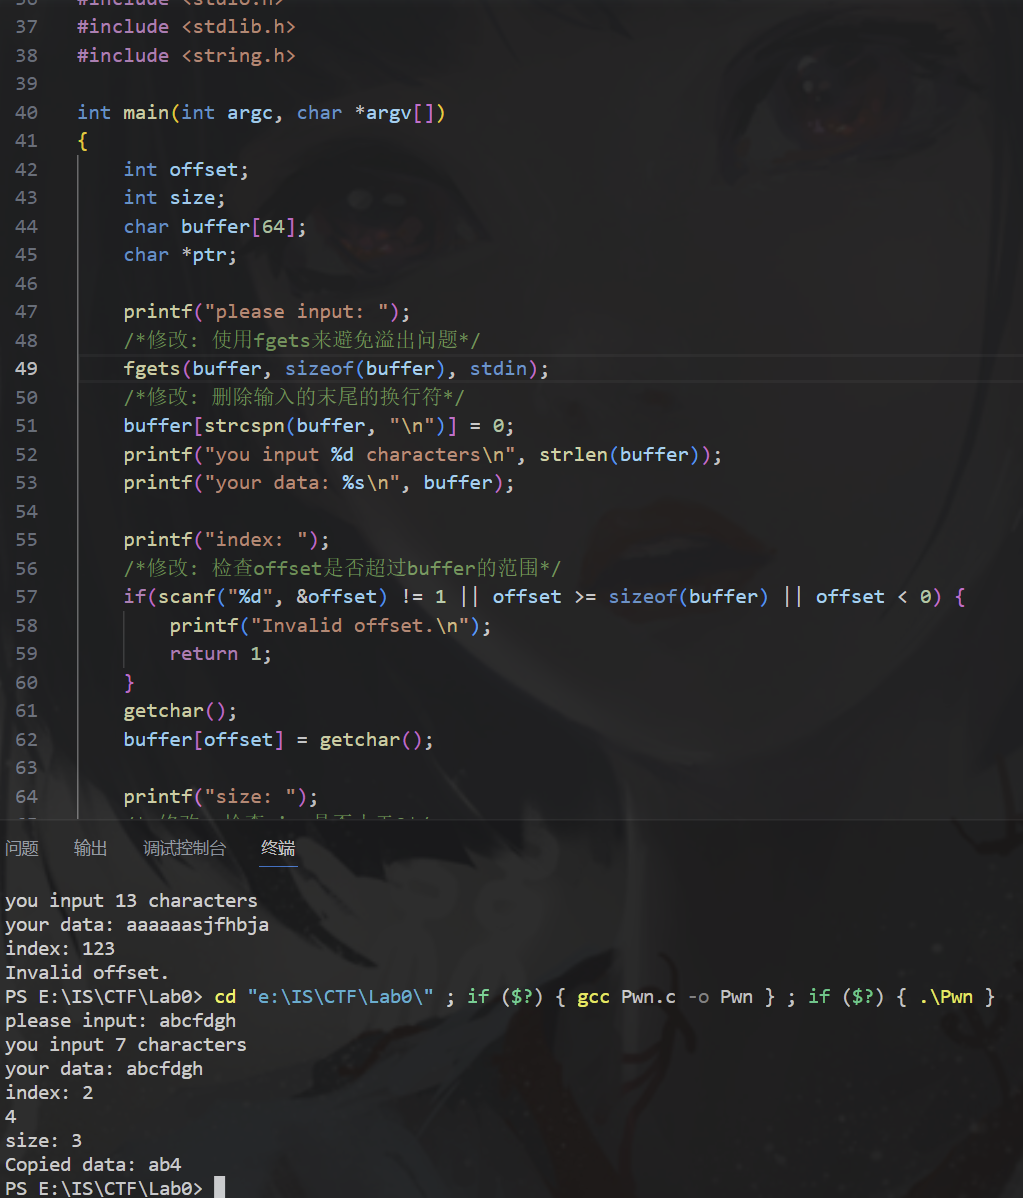 36 #include <stdio.h>
37 #include <stdlib.h>
38 #include <string.h>
39
40 int main(int argc, char *argv[])
41 {
42 int offset;
43 int size;
44 char buffer[64];
45 char *ptr;
46
47 printf("please input: ");
48 /*修改: 使用fgets来避免溢出问题*/
49 fgets(buffer, sizeof(buffer), stdin);
50 /*修改: 删除输入的末尾的换行符*/
51 buffer[strcspn(buffer, "\n")] = 0;
52 printf("you input %d characters\n", strlen(buffer));
53 printf("your data: %s\n", buffer);
54
55 printf("index: ");
56 /*修改: 检查offset是否超过buffer的范围*/
57 if(scanf("%d", &offset) != 1 || offset >= sizeof(buffer) || offset < 0) {
58 printf("Invalid offset.\n");
59 return 1;
60 }
61 getchar();
62 buffer[offset] = getchar();
63
64 printf("size: ");
问题 输出 调试控制台 终端
you input 13 characters
your data: aaaaaasjfhbja
index: 123
Invalid offset.
PS E:\IS\CTF\Lab0> cd "e:\IS\CTF\Lab0\" ; if ($?) { gcc Pwn.c -o Pwn } ; if ($?) { .\Pwn }
please input: abcfdgh
you input 7 characters
your data: abcfdgh
index: 2
4
size: 3
Copied data: ab4
PS E:\IS\CTF\Lab0>